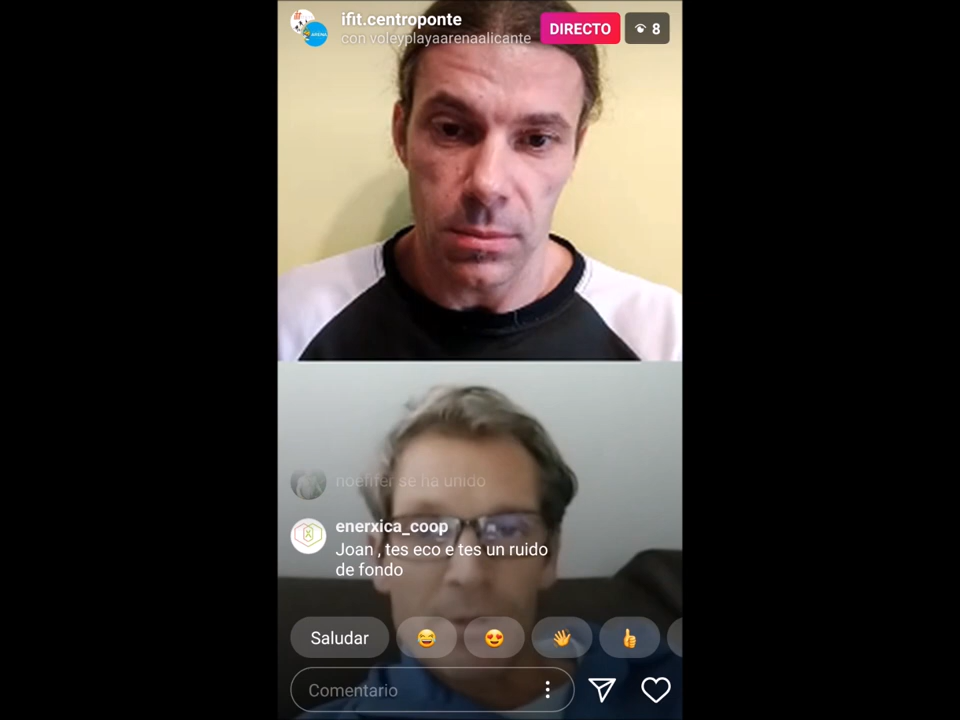 ifit.centroponte
con voleyplayaarenaalicante
DIRECTO
8
noefifer se ha unido
enerxica_coop
Joan , tes eco e tes un ruido
de fondo
Saludar
Comentario